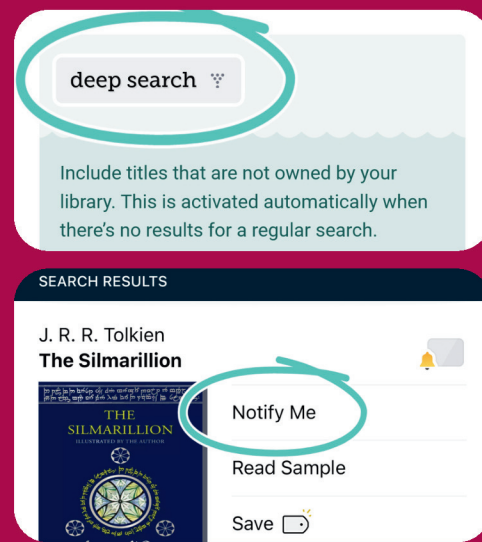 deep search
Include titles that are not owned by your
library. This is activated automatically when
there's no results for a regular search.
SEARCH RESULTS
J. R. R. Tolkien
The Silmarillion
THE
SILMARILLION
ILLUSTRATED BY THE AUTHOR
Notify Me
Read Sample
Save